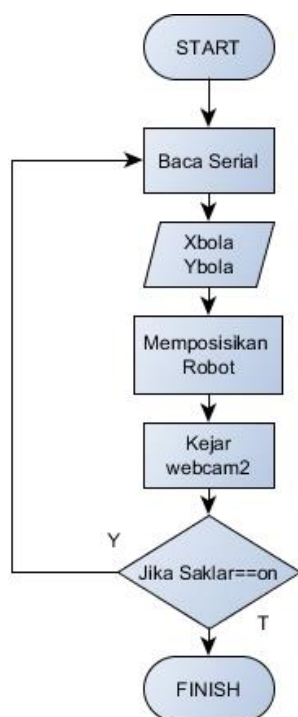 START
Baca Serial
Xbola
Ybola
Memposisikan
Robot
Kejar
webcam2
Y
Jika Saklar==on
T
FINISH